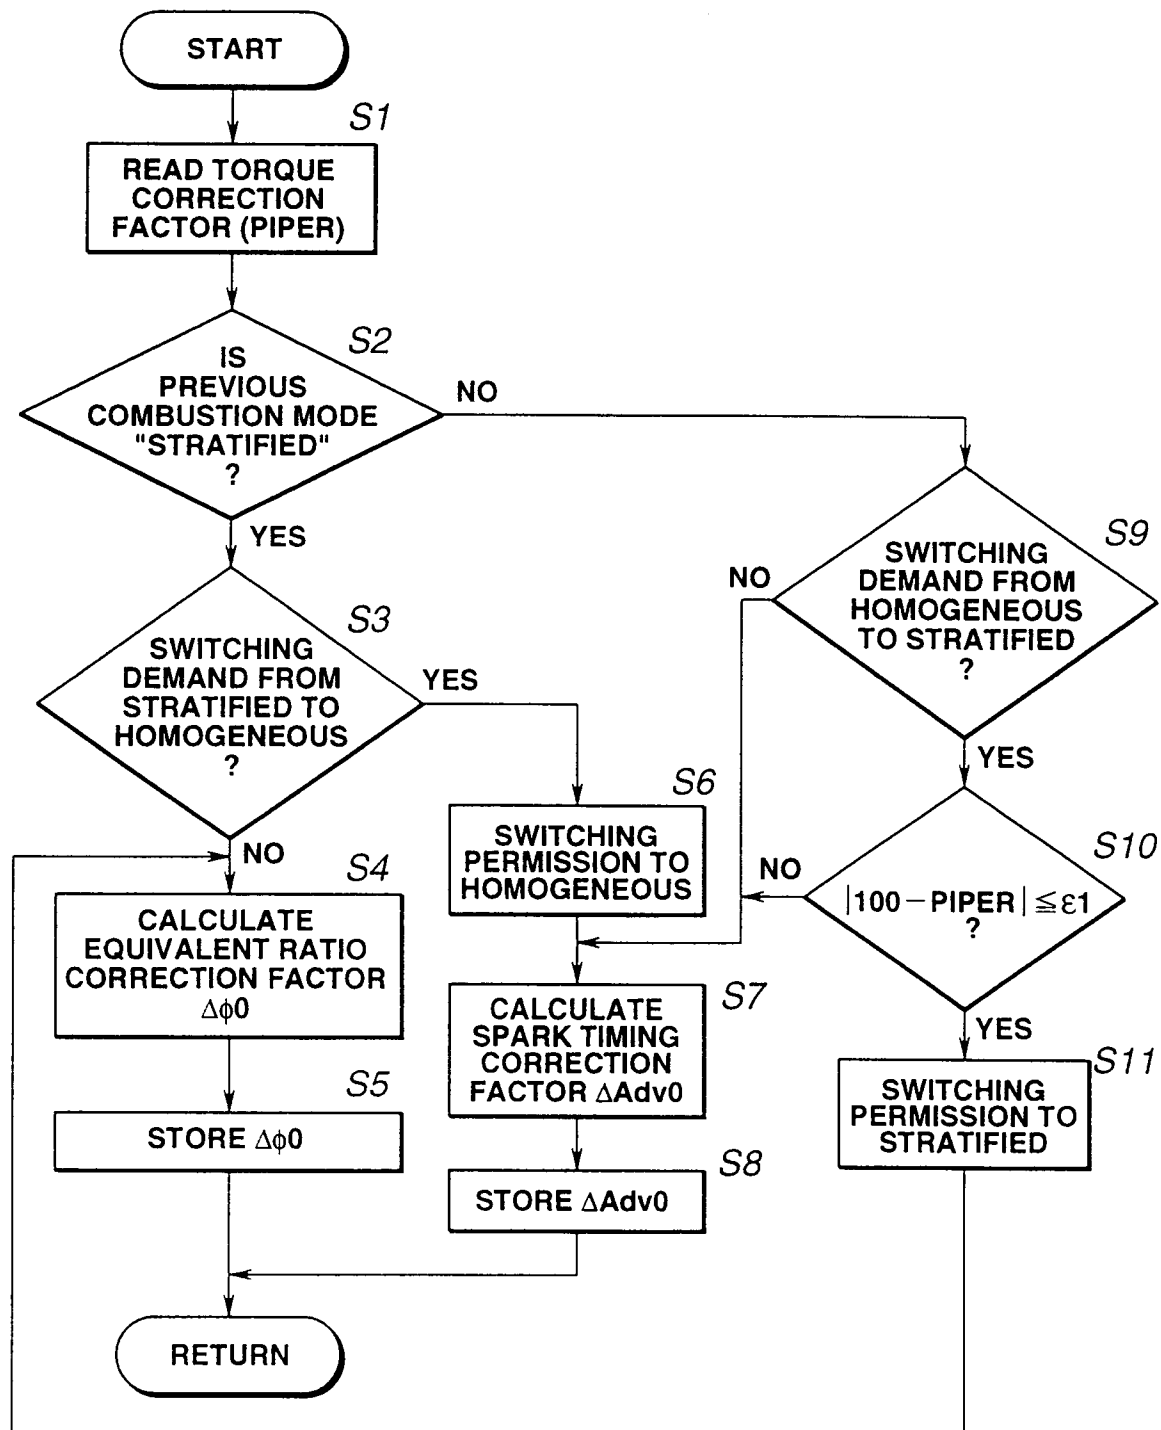 START
S1
READ TORQUE
CORRECTION
FACTOR (PIPER)
S2
IS
PREVIOUS
COMBUSTION MODE
"STRATIFIED"
?
NO
YES
S3
SWITCHING
DEMAND FROM
STRATIFIED TO
HOMOGENEOUS
?
YES
NO
S4
CALCULATE
EQUIVALENT RATIO
CORRECTION FACTOR
Δϕ0
S5
STORE Δϕ0
S6
SWITCHING
PERMISSION TO
HOMOGENEOUS
S7
CALCULATE
SPARK TIMING
CORRECTION
FACTOR ΔAdv0
S8
STORE ΔAdv0
S9
SWITCHING
DEMAND FROM
HOMOGENEOUS
TO STRATIFIED
?
NO
YES
S10
|100－PIPER| ≦ε1
?
NO
YES
S11
SWITCHING
PERMISSION TO
STRATIFIED
RETURN